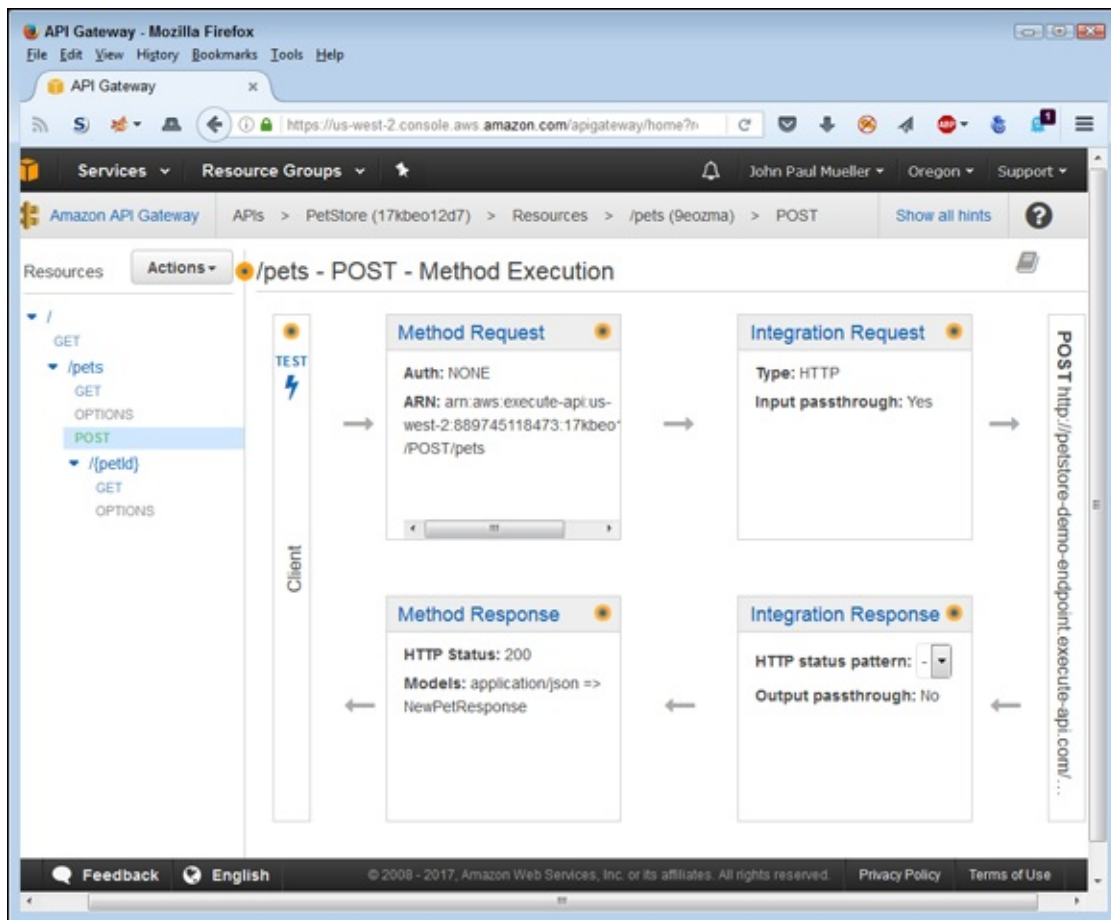 API Gateway - Mozilla Firefox
File Edit View History Bookmarks Tools Help
API Gateway ×
S
https://us-west-2.console.aws.amazon.com/apigateway/home?r
ABP
1
Services Resource Groups John Paul Mueller Oregon Support
Amazon API Gateway APIs > PetStore (17kbeo12d7) > Resources > /pets (9eozma) > POST Show all hints ?
Resources Actions /pets - POST - Method Execution
/
GET
/pets
GET
OPTIONS
POST
/{petId}
GET
OPTIONS
TEST
Client
Method Request
Auth: NONE
ARN: arn:aws:execute-api:us-
west-2:889745118473:17kbeo1
/POST/pets
Integration Request
Type: HTTP
Input passthrough: Yes
POST http://petstore-demo-endpoint.execute-api.com/...
Method Response
HTTP Status: 200
Models: application/json =>
NewPetResponse
Integration Response
HTTP status pattern: -
Output passthrough: No
Feedback English © 2008 - 2017, Amazon Web Services, Inc. or its affiliates. All rights reserved. Privacy Policy Terms of Use